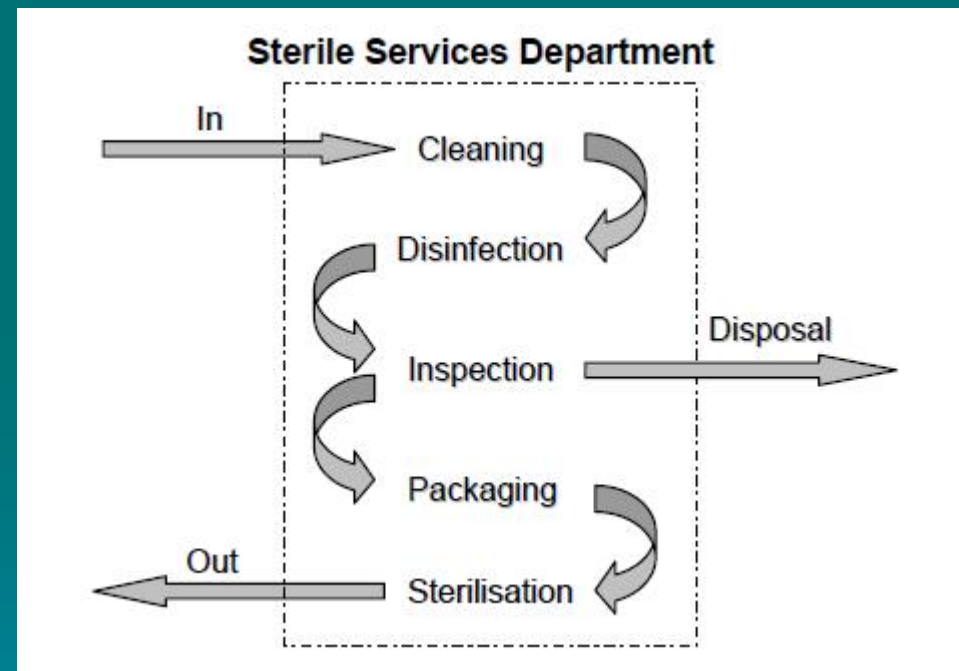 Sterile Services Department
In
Cleaning
Disinfection
Disposal
Inspection
Packaging
Out
Sterilisation